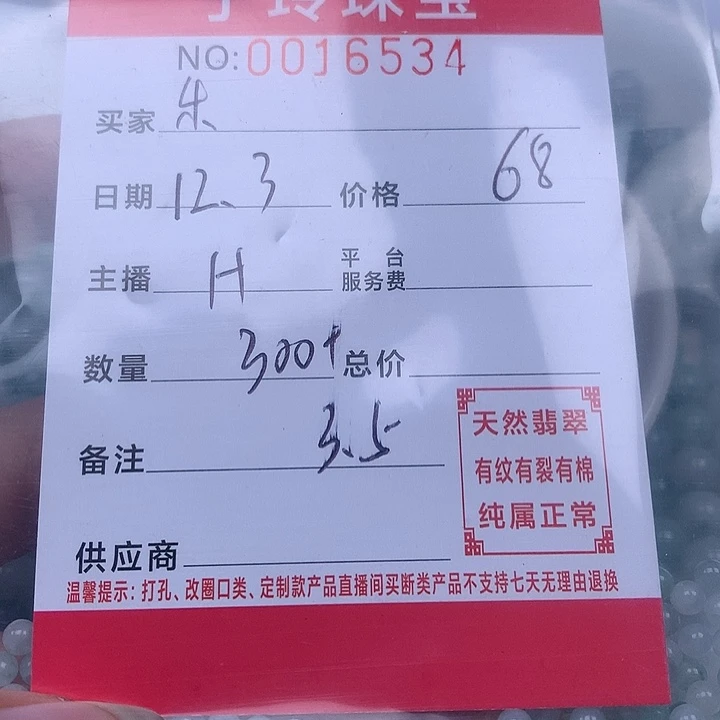 玲珠宝
NO:0016534
买家 朱
日期 12.3 价格 68
主播 H 平台服务费
数量 300+ 总价
备注 3.5
天然翡翠
有纹有裂有棉
纯属正常
供应商
温馨提示：打孔、改圈口类、定制款产品直播间买断类产品不支持七天无理由退换